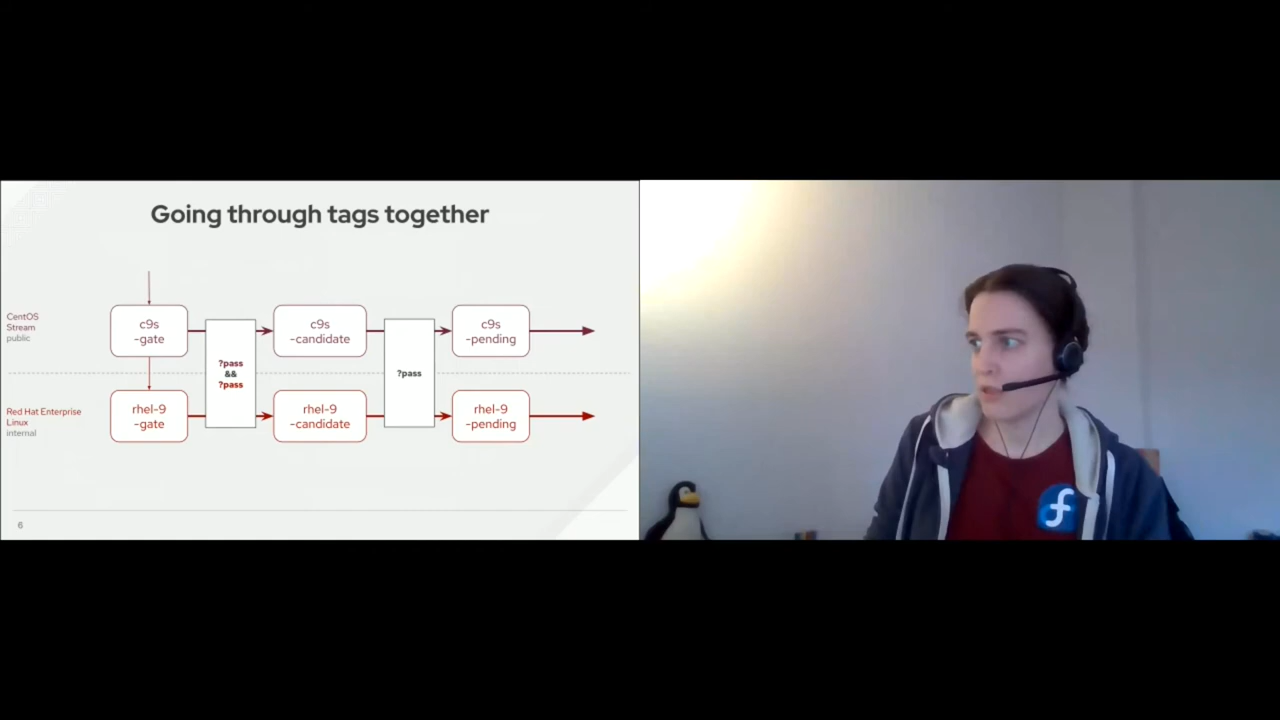 Going through tags together
CentOS
Stream
public
c9s
-gate
c9s
-candidate
c9s
-pending
?pass
&&
?pass
?pass
Red Hat Enterprise
Linux
internal
rhel-9
-gate
rhel-9
-candidate
rhel-9
-pending
6
f